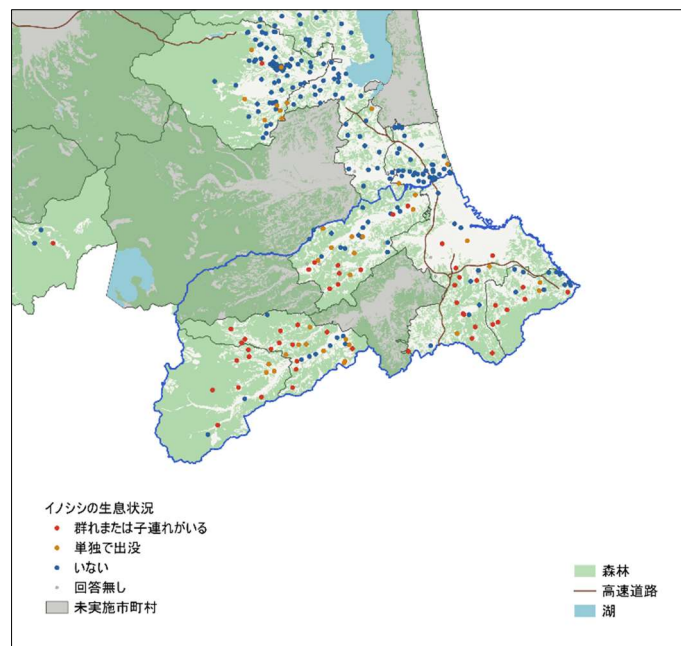 イノシシの生息状況
群れまたは子連れがいる
単独で出没
いない
回答無し
未実施市町村
森林
高速道路
湖